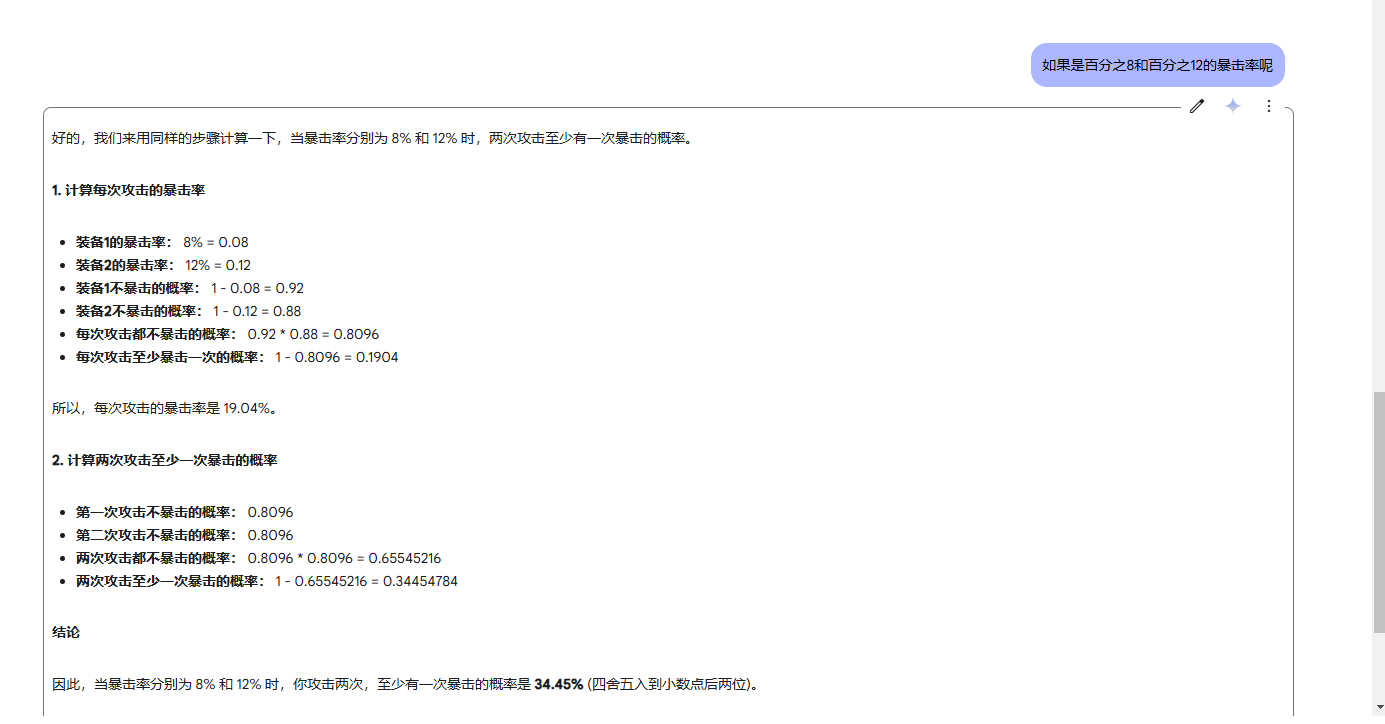 如果是百分之8和百分之12的暴击率呢
好的，我们来用同样的步骤计算一下，当暴击率分别为 8% 和 12% 时，两次攻击至少有一次暴击的概率。
1. 计算每次攻击的暴击率
装备1的暴击率： 8% = 0.08
装备2的暴击率： 12% = 0.12
装备1不暴击的概率： 1 - 0.08 = 0.92
装备2不暴击的概率： 1 - 0.12 = 0.88
每次攻击都不暴击的概率： 0.92 * 0.88 = 0.8096
每次攻击至少暴击一次的概率： 1 - 0.8096 = 0.1904
所以，每次攻击的暴击率是 19.04%。
2. 计算两次攻击至少一次暴击的概率
第一次攻击不暴击的概率： 0.8096
第二次攻击不暴击的概率： 0.8096
两次攻击都不暴击的概率： 0.8096 * 0.8096 = 0.65545216
两次攻击至少一次暴击的概率： 1 - 0.65545216 = 0.34454784
结论
因此，当暴击率分别为 8% 和 12% 时，你攻击两次，至少有一次暴击的概率是 34.45% (四舍五入到小数点后两位)。